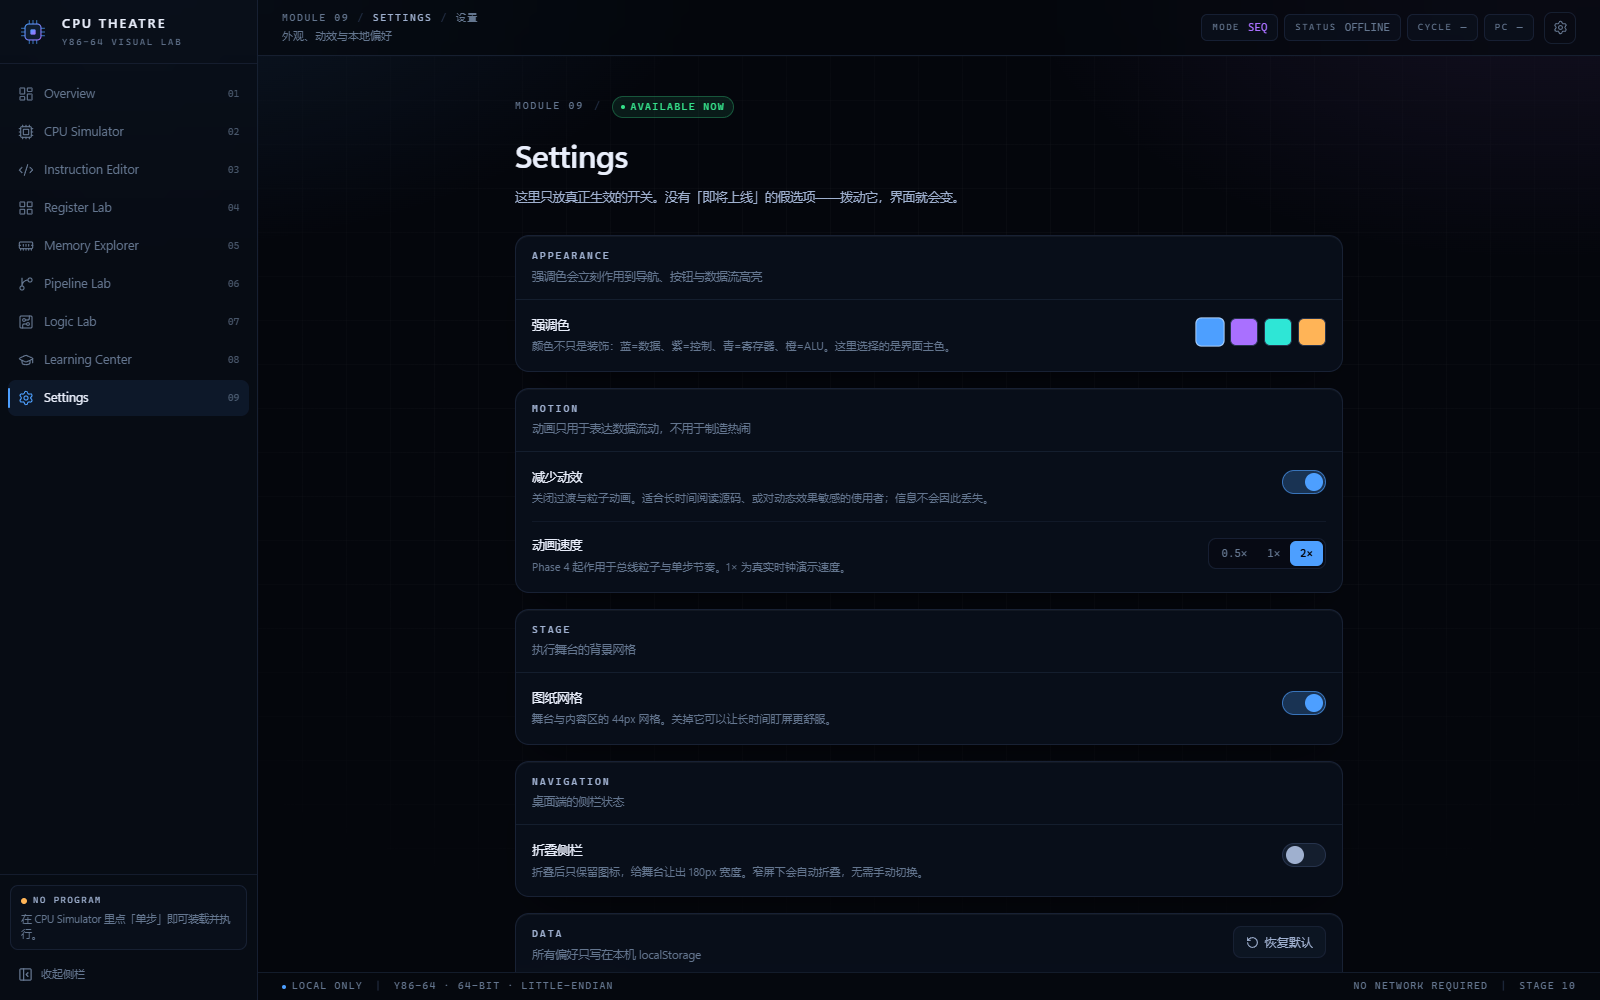 CPU THEATRE
Y86-64 VISUAL LAB
Overview 01
CPU Simulator 02
Instruction Editor 03
Register Lab 04
Memory Explorer 05
Pipeline Lab 06
Logic Lab 07
Learning Center 08
Settings 09
NO PROGRAM
在 CPU Simulator 里点「单步」即可装载并执
行。
收起侧栏
MODULE 09 / SETTINGS / 设置
外观、动效与本地偏好
MODE SEQ
STATUS OFFLINE
CYCLE —
PC —
MODULE 09 / AVAILABLE NOW
Settings
这里只放真正生效的开关。没有「即将上线」的假选项——拨动它，界面就会变。
APPEARANCE
强调色会立刻作用到导航、按钮与数据流高亮
强调色
颜色不只是装饰：蓝=数据、紫=控制、青=寄存器、橙=ALU。这里选择的是界面主色。
MOTION
动画只用于表达数据流动，不用于制造热闹
减少动效
关闭过渡与粒子动画。适合长时间阅读源码、或对动态效果敏感的使用者；信息不会因此丢失。
动画速度
Phase 4 起作用于总线粒子与单步节奏。1× 为真实时钟演示速度。
0.5× 1× 2×
STAGE
执行舞台的背景网格
图纸网格
舞台与内容区的 44px 网格。关掉它可以让长时间盯屏更舒服。
NAVIGATION
桌面端的侧栏状态
折叠侧栏
折叠后只保留图标，给舞台让出 180px 宽度。窄屏下会自动折叠，无需手动切换。
DATA
所有偏好只写在本机 localStorage
恢复默认
LOCAL ONLY | Y86-64 · 64-BIT · LITTLE-ENDIAN
NO NETWORK REQUIRED | STAGE 10